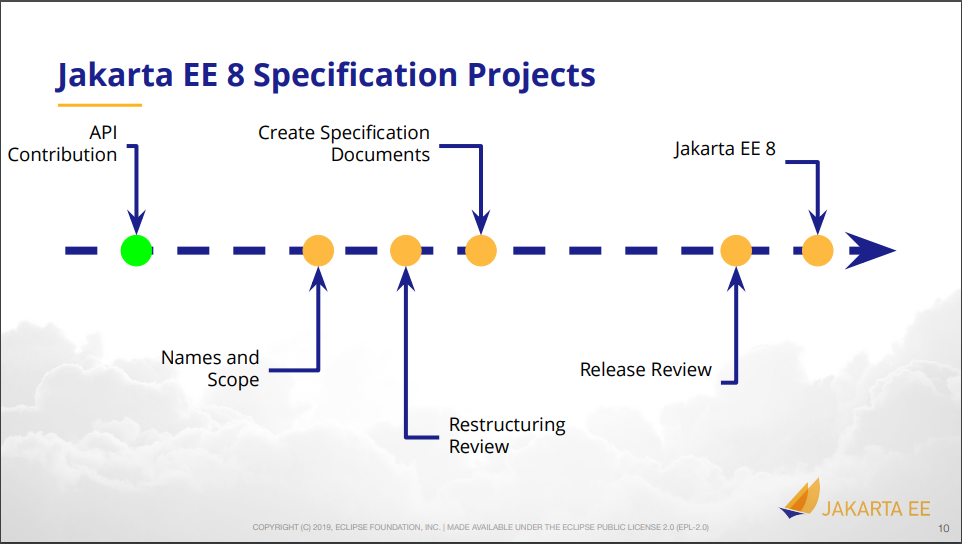 Jakarta EE 8 Specification Projects
API
Contribution
Create Specification
Documents
Jakarta EE 8
Names and
Scope
Restructuring
Review
Release Review
JAKARTA EE
COPYRIGHT (C) 2019, ECLIPSE FOUNDATION, INC. | MADE AVAILABLE UNDER THE ECLIPSE PUBLIC LICENSE 2.0 (EPL-2.0)
10